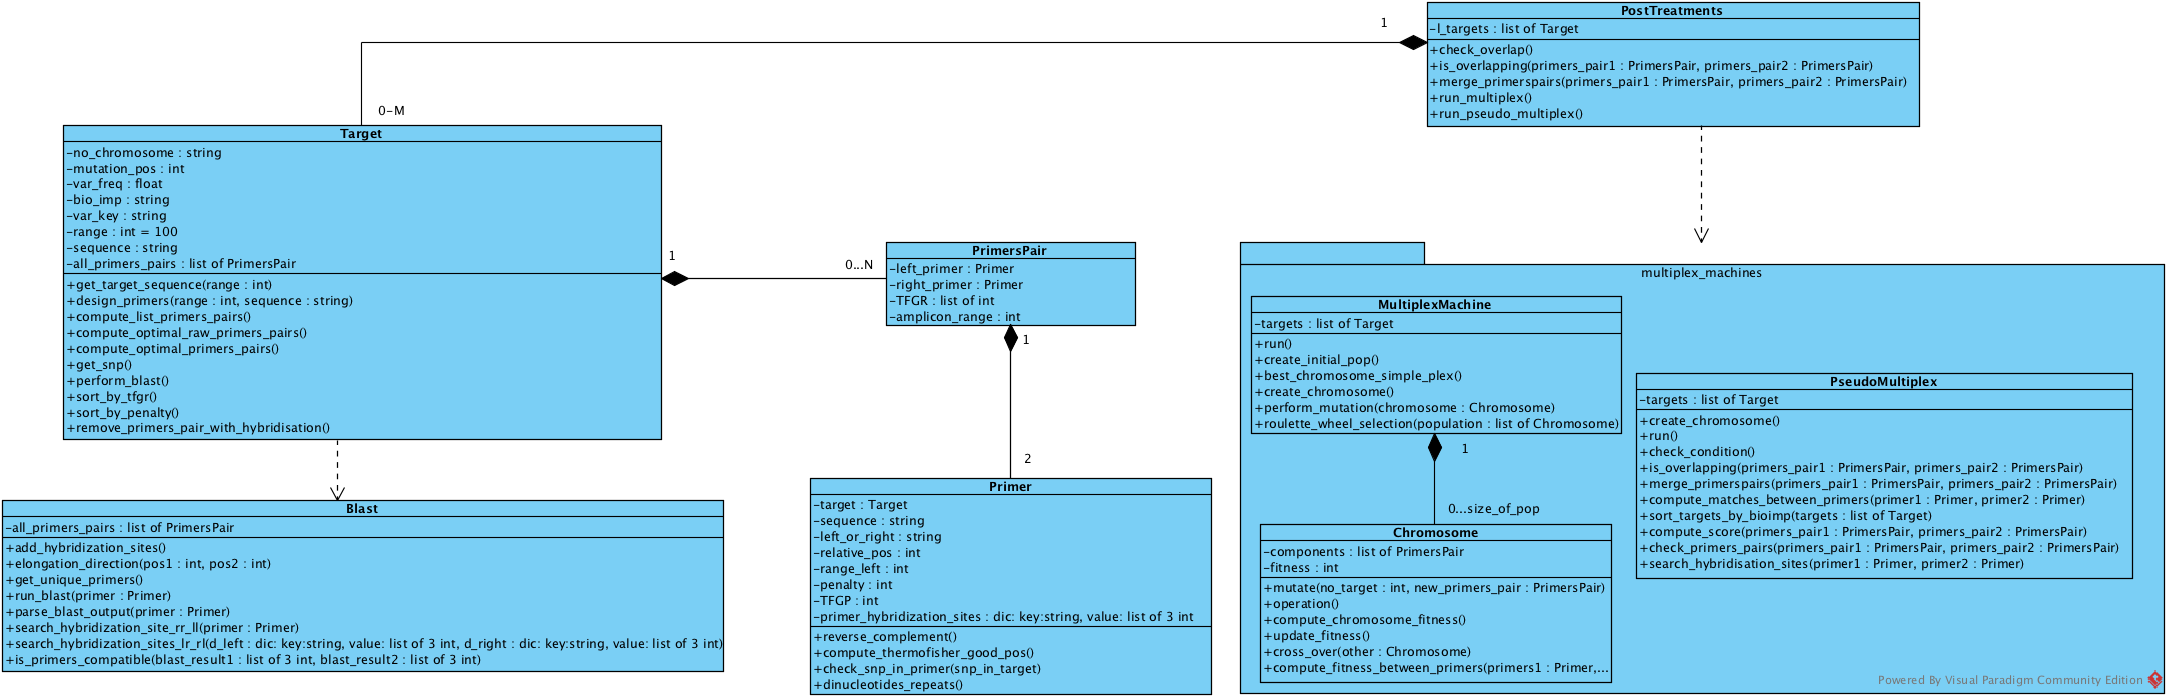 PostTreatments
-l_targets : list of Target
+check_overlap()
+is_overlapping(primers_pair1 : PrimersPair, primers_pair2 : PrimersPair)
+merge_primerspairs(primers_pair1 : PrimersPair, primers_pair2 : PrimersPair)
+run_multiplex()
+run_pseudo_multiplex()
1
0-M
Target
-no_chromosome : string
-mutation_pos : int
-var_freq : float
-bio_imp : string
-var_key : string
-range : int = 100
-sequence : string
-all_primers_pairs : list of PrimersPair
+get_target_sequence(range : int)
+design_primers(range : int, sequence : string)
+compute_list_primers_pairs()
+compute_optimal_raw_primers_pairs()
+compute_optimal_primers_pairs()
+get_snp()
+perform_blast()
+sort_by_tfgr()
+sort_by_penalty()
+remove_primers_pair_with_hybridisation()
1
0...N
PrimersPair
-left_primer : Primer
-right_primer : Primer
-TFGR : list of int
-amplicon_range : int
1
2
Blast
-all_primers_pairs : list of PrimersPair
+add_hybridization_sites()
+elongation_direction(pos1 : int, pos2 : int)
+get_unique_primers()
+run_blast(primer : Primer)
+parse_blast_output(primer : Primer)
+search_hybridization_site_rr_ll(primer : Primer)
+search_hybridization_sites_lr_rl(d_left : dic: key:string, value: list of 3 int, d_right : dic: key:string, value: list of 3 int)
+is_primers_compatible(blast_result1 : list of 3 int, blast_result2 : list of 3 int)
Primer
-target : Target
-sequence : string
-left_or_right : string
-relative_pos : int
-range_left : int
-penalty : int
-TFGP : int
-primer_hybridization_sites : dic: key:string, value: list of 3 int
+reverse_complement()
+compute_thermofisher_good_pos()
+check_snp_in_primer(snp_in_target)
+dinucleotides_repeats()
multiplex_machines
MultiplexMachine
-targets : list of Target
+run()
+create_initial_pop()
+best_chromosome_simple_plex()
+create_chromosome()
+perform_mutation(chromosome : Chromosome)
+roulette_wheel_selection(population : list of Chromosome)
1
0...size_of_pop
Chromosome
-components : list of PrimersPair
-fitness : int
+mutate(no_target : int, new_primers_pair : PrimersPair)
+operation()
+compute_chromosome_fitness()
+update_fitness()
+cross_over(other : Chromosome)
+compute_fitness_between_primers(primers1 : Primer,...
PseudoMultiplex
-targets : list of Target
+create_chromosome()
+run()
+check_condition()
+is_overlapping(primers_pair1 : PrimersPair, primers_pair2 : PrimersPair)
+merge_primerspairs(primers_pair1 : PrimersPair, primers_pair2 : PrimersPair)
+compute_matches_between_primers(primer1 : Primer, primer2 : Primer)
+sort_targets_by_bioimp(targets : list of Target)
+compute_score(primers_pair1 : PrimersPair, primers_pair2 : PrimersPair)
+check_primers_pairs(primers_pair1 : PrimersPair, primers_pair2 : PrimersPair)
+search_hybridisation_sites(primer1 : Primer, primer2 : Primer)
Powered By Visual Paradigm Community Edition